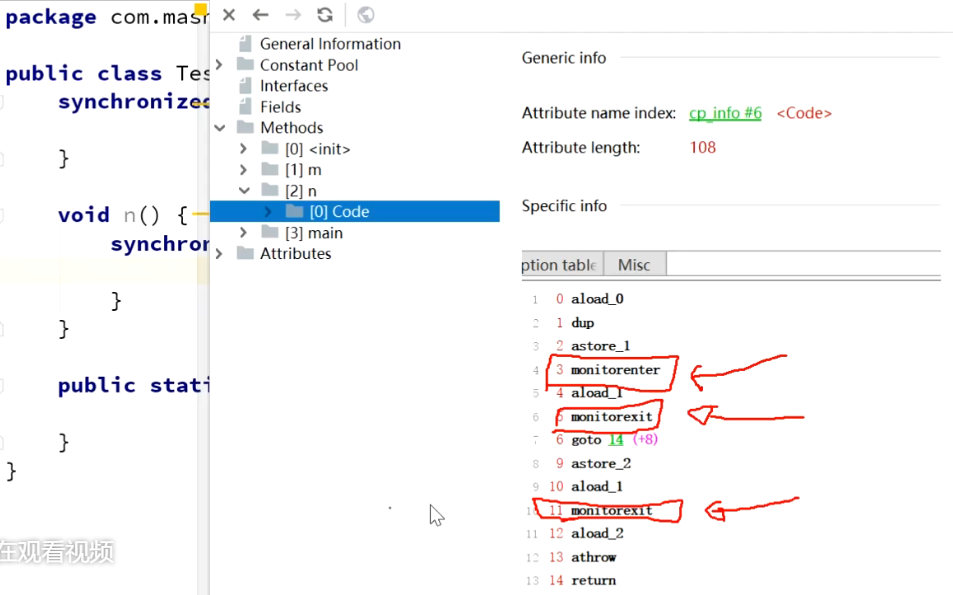 package com.mash
public class Tes
synchronized
}
void n() {
synchron
}
}
public stati
}
}
在观看视频
General Information
Constant Pool
Interfaces
Fields
Methods
[0] <init>
[1] m
[2] n
[0] Code
[3] main
Attributes
Generic info
Attribute name index: cp_info #6 <Code>
Attribute length: 108
Specific info
ption table Misc
1 0 aload_0
2 1 dup
3 2 astore_1
4 3 monitorenter
5 4 aload_1
6 5 monitorexit
7 6 goto 14 (+8)
8 9 astore_2
9 10 aload_1
10 11 monitorexit
11 12 aload_2
12 13 athrow
13 14 return